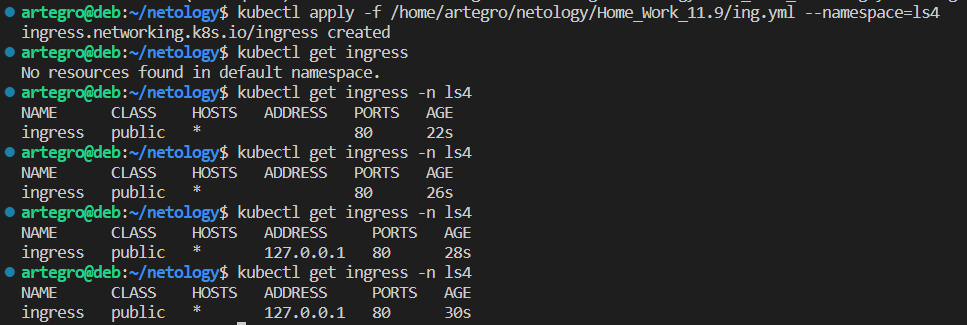 artegro@deb:~/netology$ kubectl apply -f /home/artegro/netology/Home_Work_11.9/ing.yml --namespace=ls4
ingress.networking.k8s.io/ingress created
artegro@deb:~/netology$ kubectl get ingress
No resources found in default namespace.
artegro@deb:~/netology$ kubectl get ingress -n ls4
NAME CLASS HOSTS ADDRESS PORTS AGE
ingress public * 80 22s
artegro@deb:~/netology$ kubectl get ingress -n ls4
NAME CLASS HOSTS ADDRESS PORTS AGE
ingress public * 80 26s
artegro@deb:~/netology$ kubectl get ingress -n ls4
NAME CLASS HOSTS ADDRESS PORTS AGE
ingress public * 127.0.0.1 80 28s
artegro@deb:~/netology$ kubectl get ingress -n ls4
NAME CLASS HOSTS ADDRESS PORTS AGE
ingress public * 127.0.0.1 80 30s